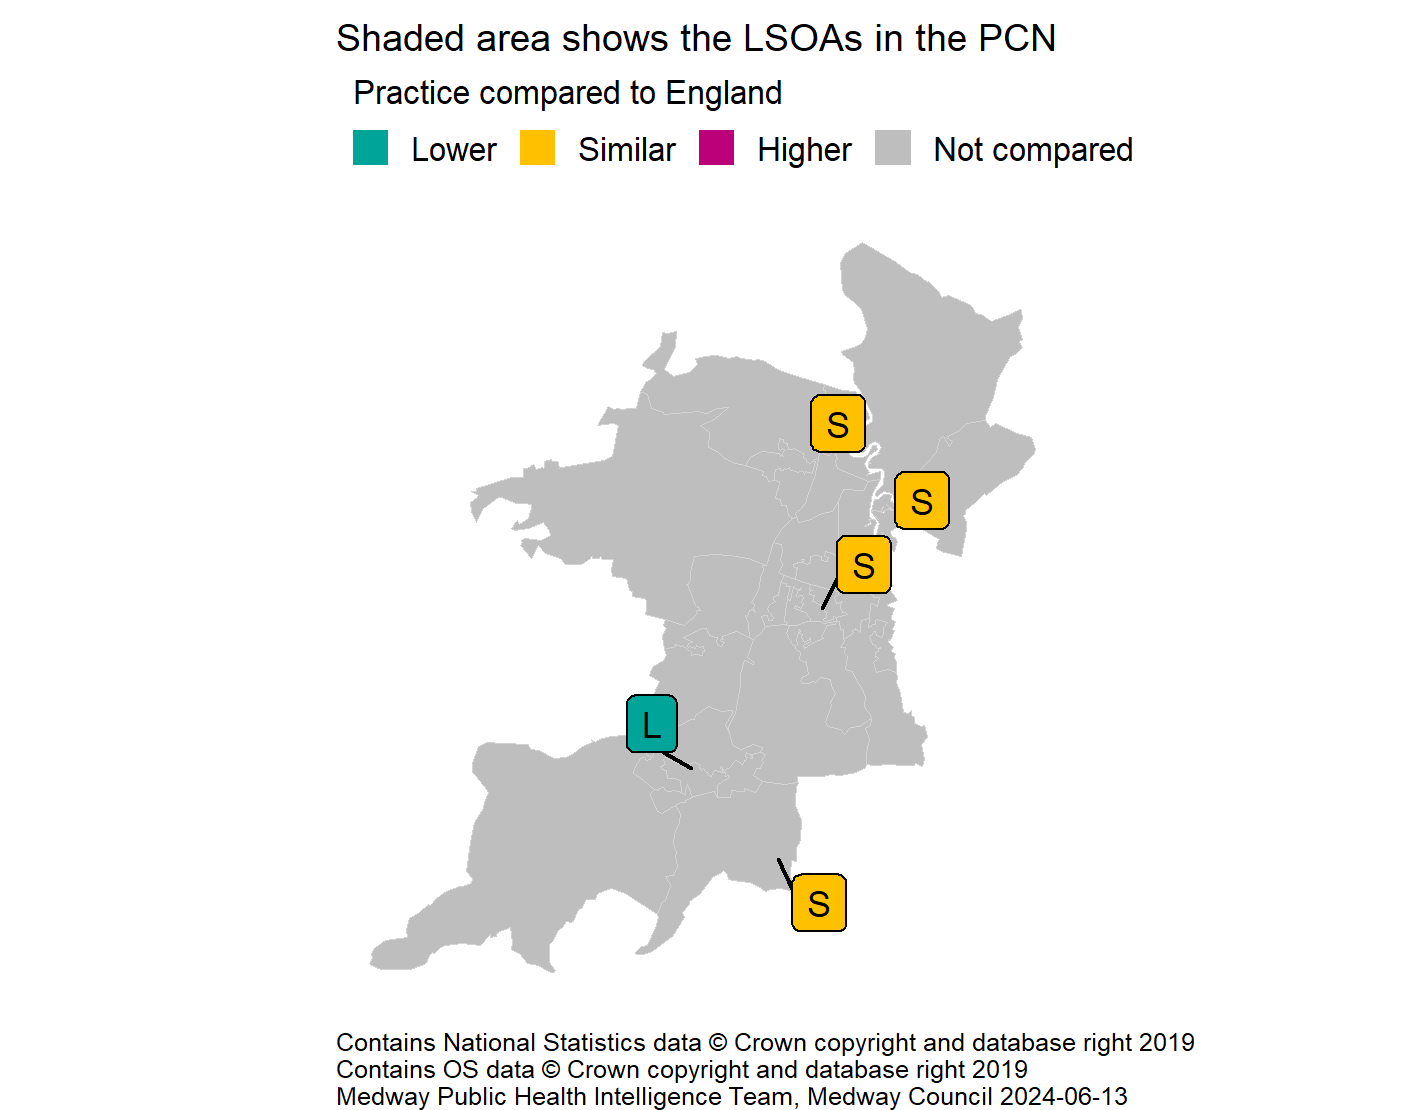 Shaded area shows the LSOAs in the PCN
Practice compared to England
Lower Similar Higher Not compared
S
S
S
L
S
Contains National Statistics data © Crown copyright and database right 2019
Contains OS data © Crown copyright and database right 2019
Medway Public Health Intelligence Team, Medway Council 2024-06-13